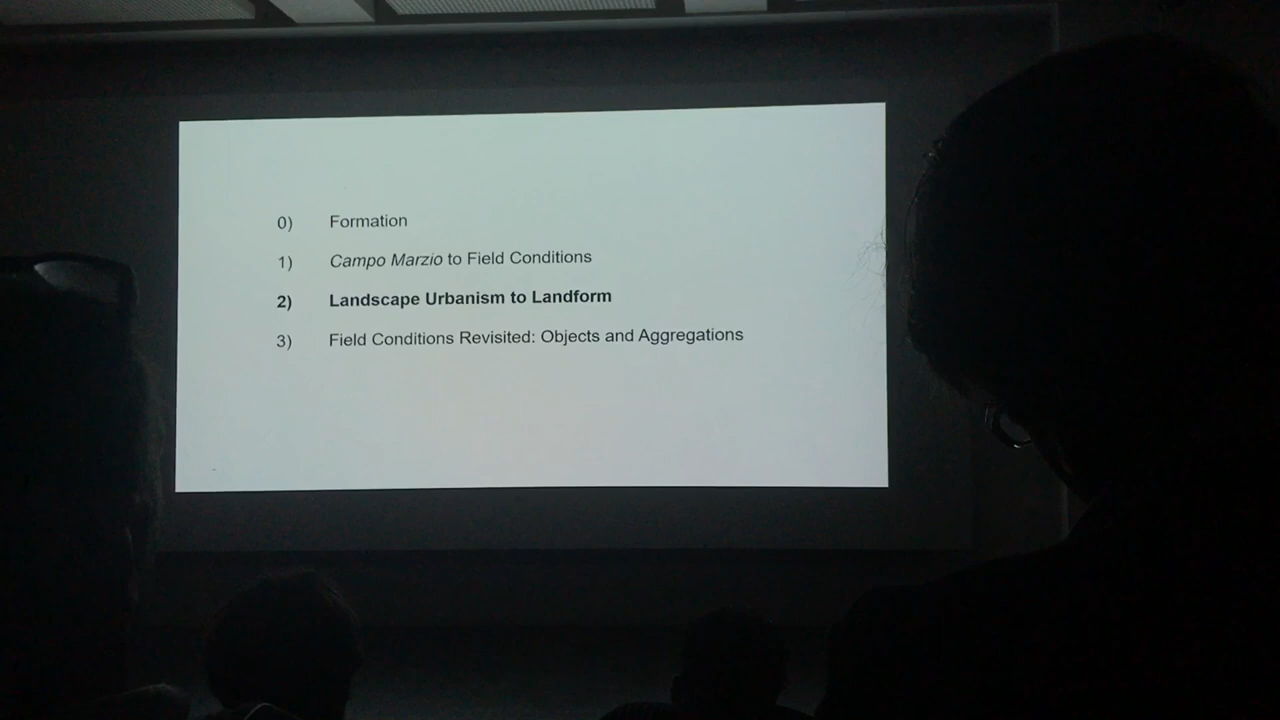 0) Formation
1) Campo Marzio to Field Conditions
2) Landscape Urbanism to Landform
3) Field Conditions Revisited: Objects and Aggregations